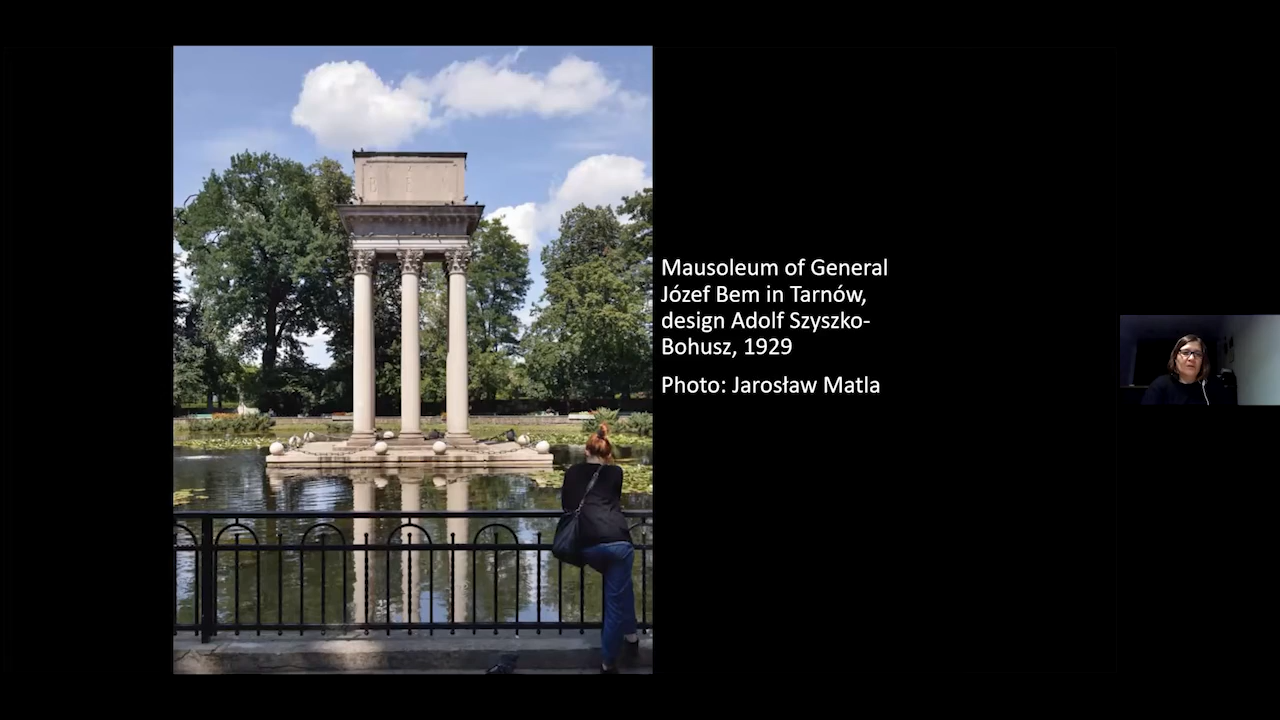 Mausoleum of General
Józef Bem in Tarnów,
design Adolf Szyszko-
Bohusz, 1929
Photo: Jarosław Matla